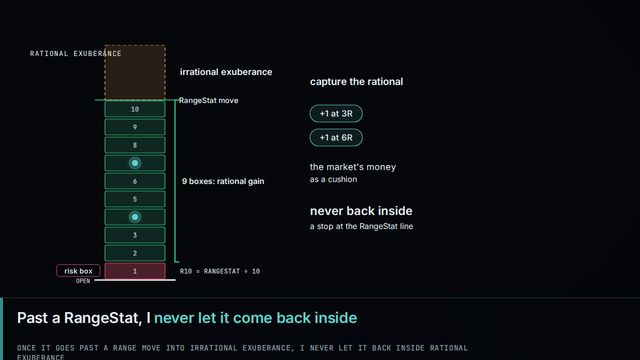 RATIONAL EXUBERANCE
irrational exuberance
capture the rational
RangeStat move
10
9
8
6
5
3
2
1
+1 at 3R
+1 at 6R
the market's money
as a cushion
9 boxes: rational gain
never back inside
a stop at the RangeStat line
risk box
OPEN
R10 = RANGESTAT ÷ 10
Past a RangeStat, I never let it come back inside
ONCE IT GOES PAST A RANGE MOVE INTO IRRATIONAL EXUBERANCE, I NEVER LET IT BACK INSIDE RATIONAL
EXUBERANCE